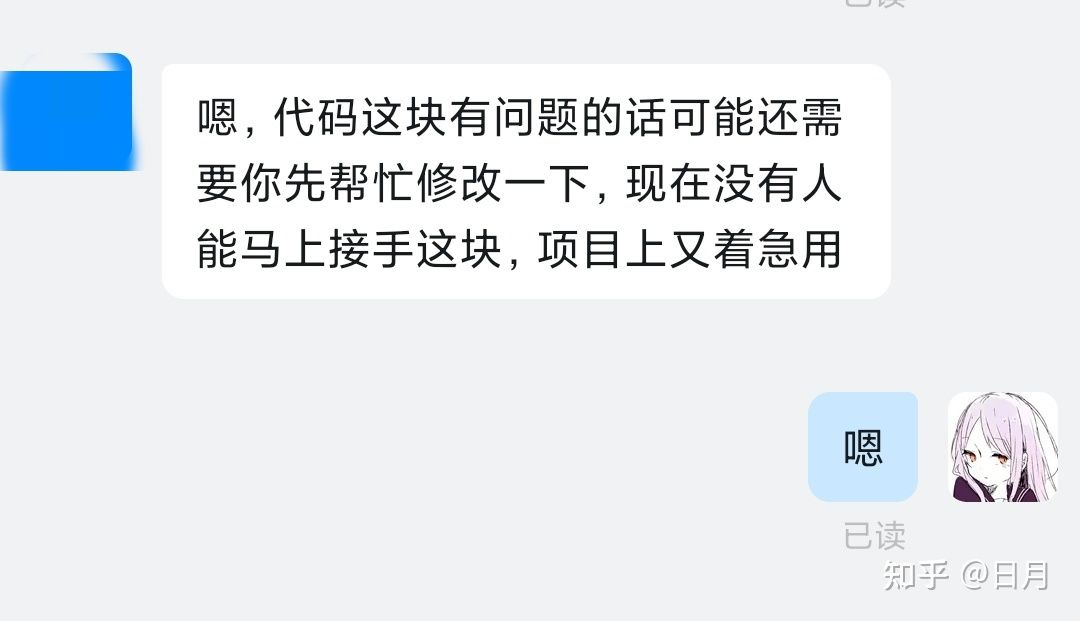 已读
嗯，代码这块有问题的话可能还需
要你先帮忙修改一下，现在没有人
能马上接手这块，项目上又着急用
嗯
已读
知乎 @日月